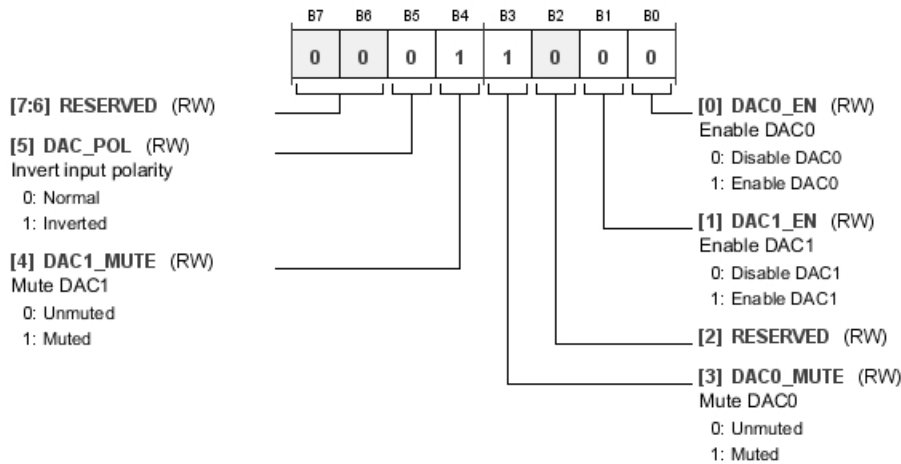 B7 B6 B5 B4 B3 B2 B1 B0
0 0 0 1 1 0 0 0
[7:6] RESERVED (RW)
[5] DAC_POL (RW)
Invert input polarity
0: Normal
1: Inverted
[4] DAC1_MUTE (RW)
Mute DAC1
0: Unmuted
1: Muted
[0] DAC0_EN (RW)
Enable DAC0
0: Disable DAC0
1: Enable DAC0
[1] DAC1_EN (RW)
Enable DAC1
0: Disable DAC1
1: Enable DAC1
[2] RESERVED (RW)
[3] DAC0_MUTE (RW)
Mute DAC0
0: Unmuted
1: Muted